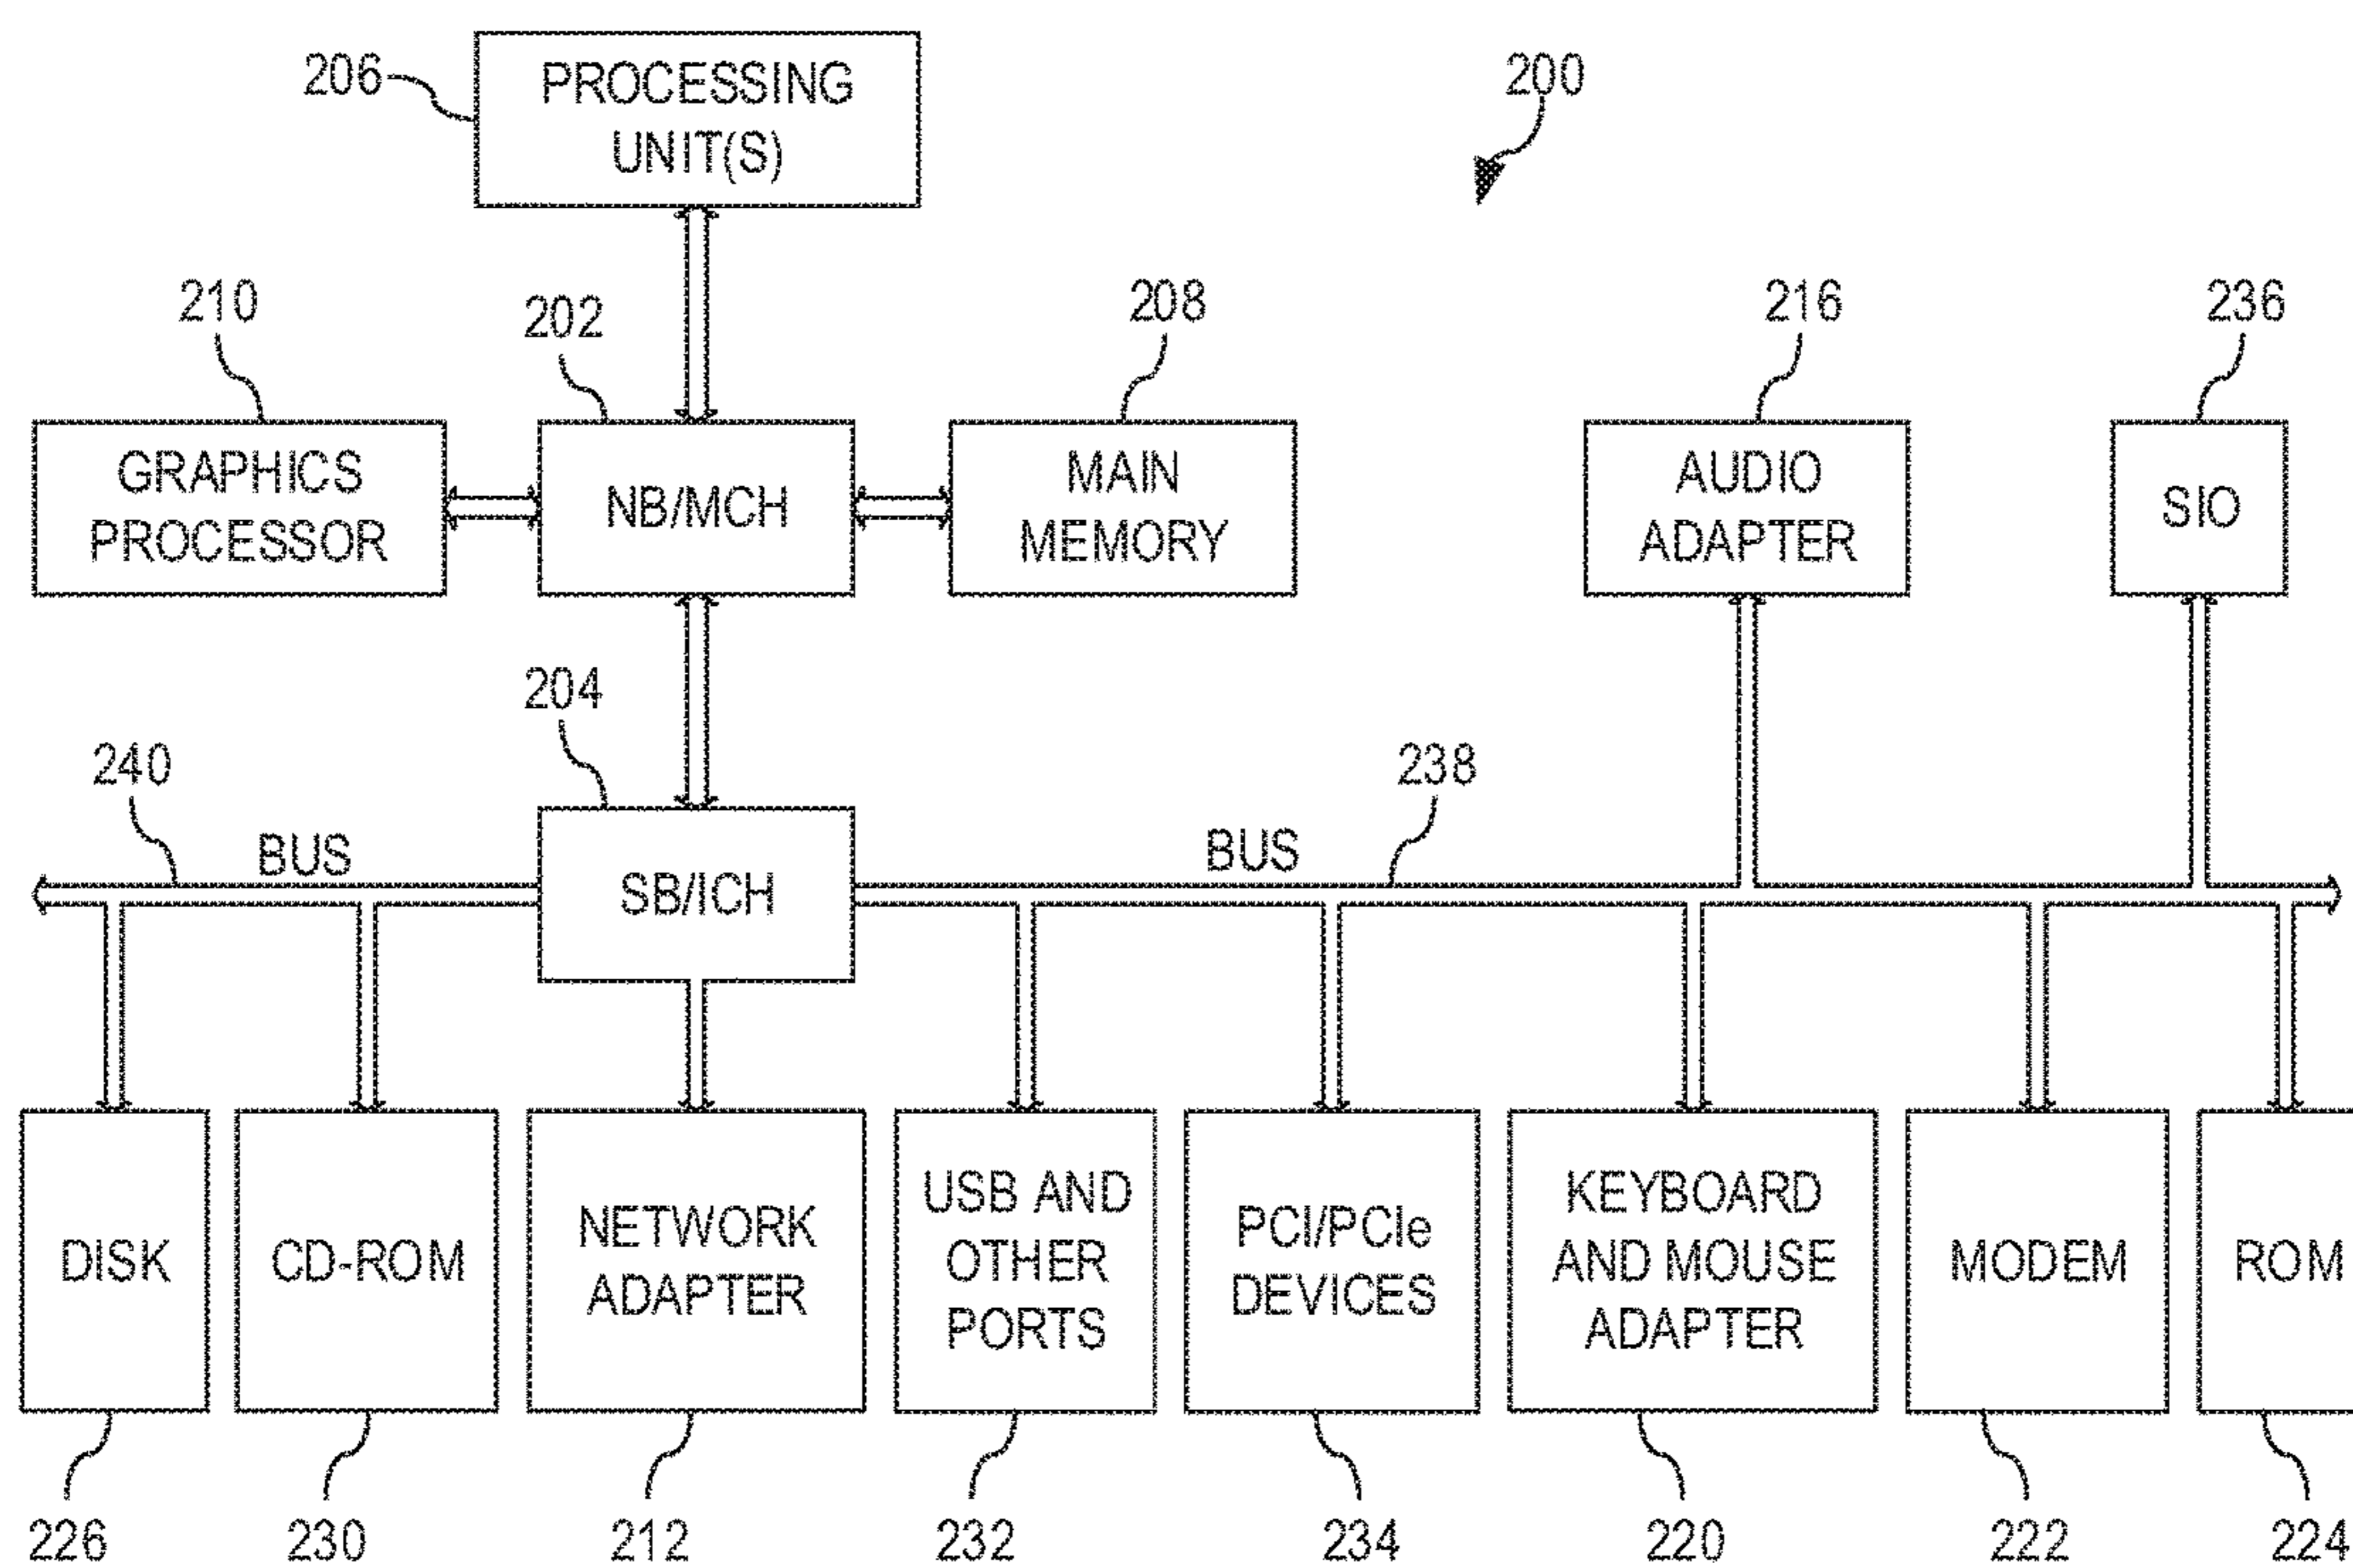 206
PROCESSING
UNIT(S)
200
210
202
208
216
236
GRAPHICS
PROCESSOR
NB/MCH
MAIN
MEMORY
AUDIO
ADAPTER
SIO
204
240
238
BUS
BUS
SB/ICH
DISK
CD-ROM
NETWORK
ADAPTER
USB AND
OTHER
PORTS
PCI/PCIe
DEVICES
KEYBOARD
AND MOUSE
ADAPTER
MODEM
ROM
226
230
212
232
234
220
222
224